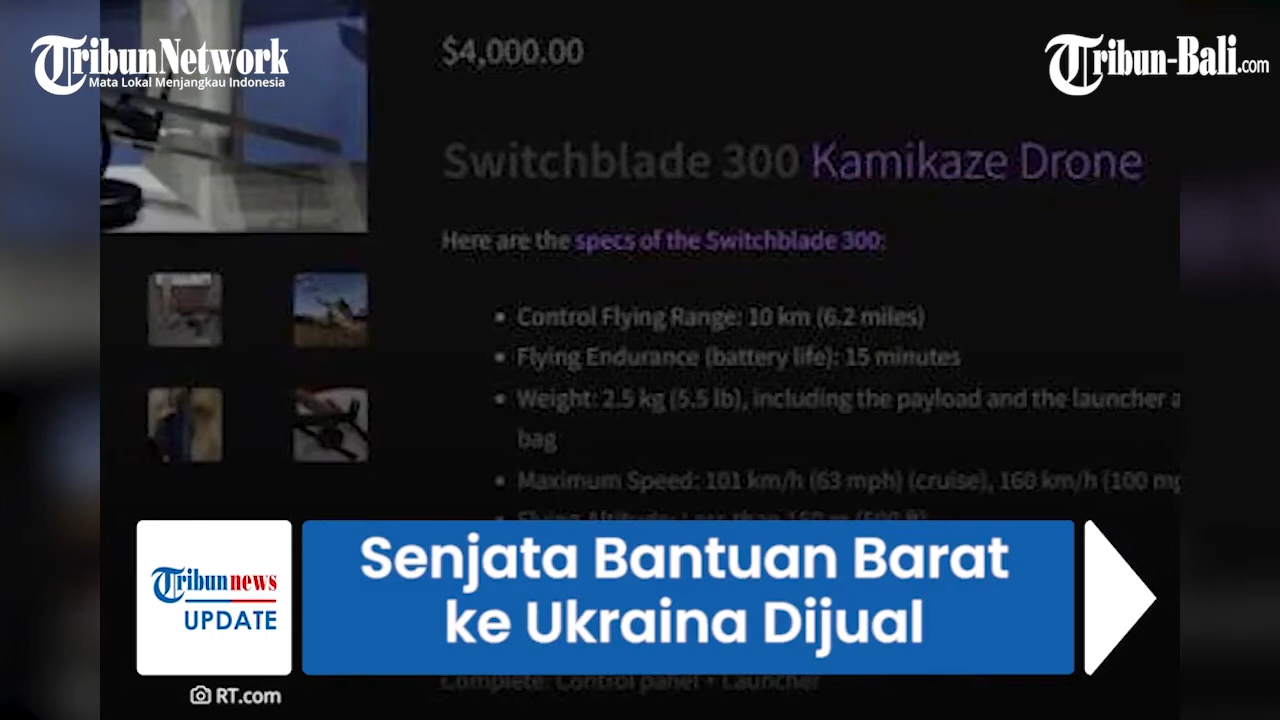 TribunNetwork
Mata Lokal Menjangkau Indonesia
Tribun-Bali.com
$4,000.00
Switchblade 300 Kamikaze Drone
Here are the specs of the Switchblade 300:
• Control Flying Range: 10 km (6.2 miles)
• Flying Endurance (battery life): 15 minutes
• Weight: 2.5 kg (5.5 lb), including the payload and the launcher
bag
• Maximum Speed: 101 km/h (63 mph) (cruise), 160 km/h (100
Senjata Bantuan Barat
ke Ukraina Dijual
Tribunnews
UPDATE
Complete: Control panel + Launcher
RT.com